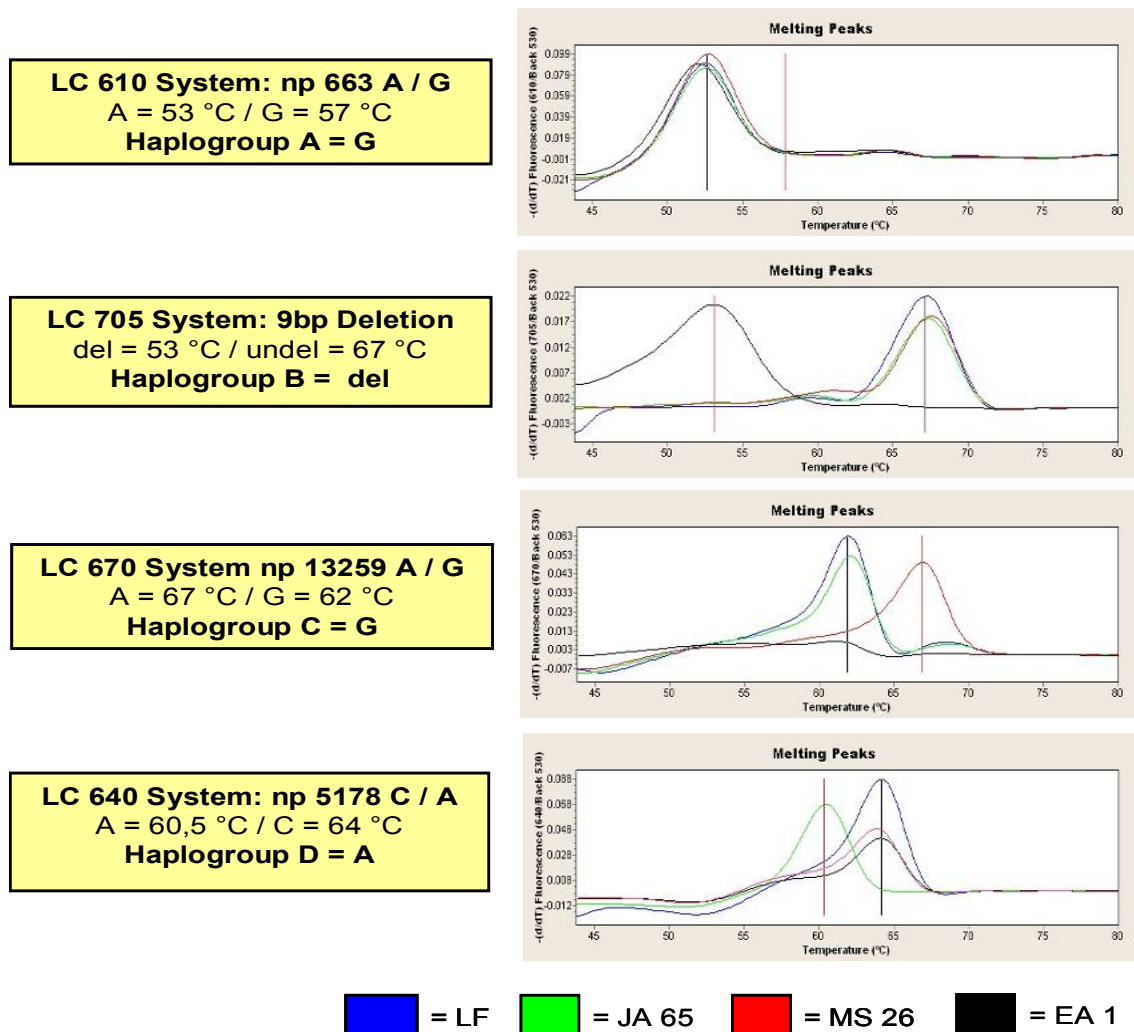 LC 610 System: np 663 A / G
A = 53 °C / G = 57 °C
Haplogroup A = G
Melting Peaks
-(d/dT) Fluorescence (610/Back 530)
0.099
0.079
0.059
0.039
0.019
-0.001
-0.021
45 50 55 60 65 70 75 80
Temperature (°C)
LC 705 System: 9bp Deletion
del = 53 °C / undel = 67 °C
Haplogroup B = del
Melting Peaks
-(d/dT) Fluorescence (705/Back 530)
0.022
0.017
0.012
0.007
0.002
-0.003
45 50 55 60 65 70 75 80
Temperature (°C)
LC 670 System np 13259 A / G
A = 67 °C / G = 62 °C
Haplogroup C = G
Melting Peaks
-(d/dT) Fluorescence (670/Back 530)
0.063
0.053
0.043
0.033
0.023
0.013
0.003
-0.007
45 50 55 60 65 70 75 80
Temperature (°C)
LC 640 System: np 5178 C / A
A = 60,5 °C / C = 64 °C
Haplogroup D = A
Melting Peaks
-(d/dT) Fluorescence (640/Back 530)
0.088
0.068
0.048
0.028
0.008
-0.012
45 50 55 60 65 70 75 80
Temperature (°C)
= LF = JA 65 = MS 26 = EA 1